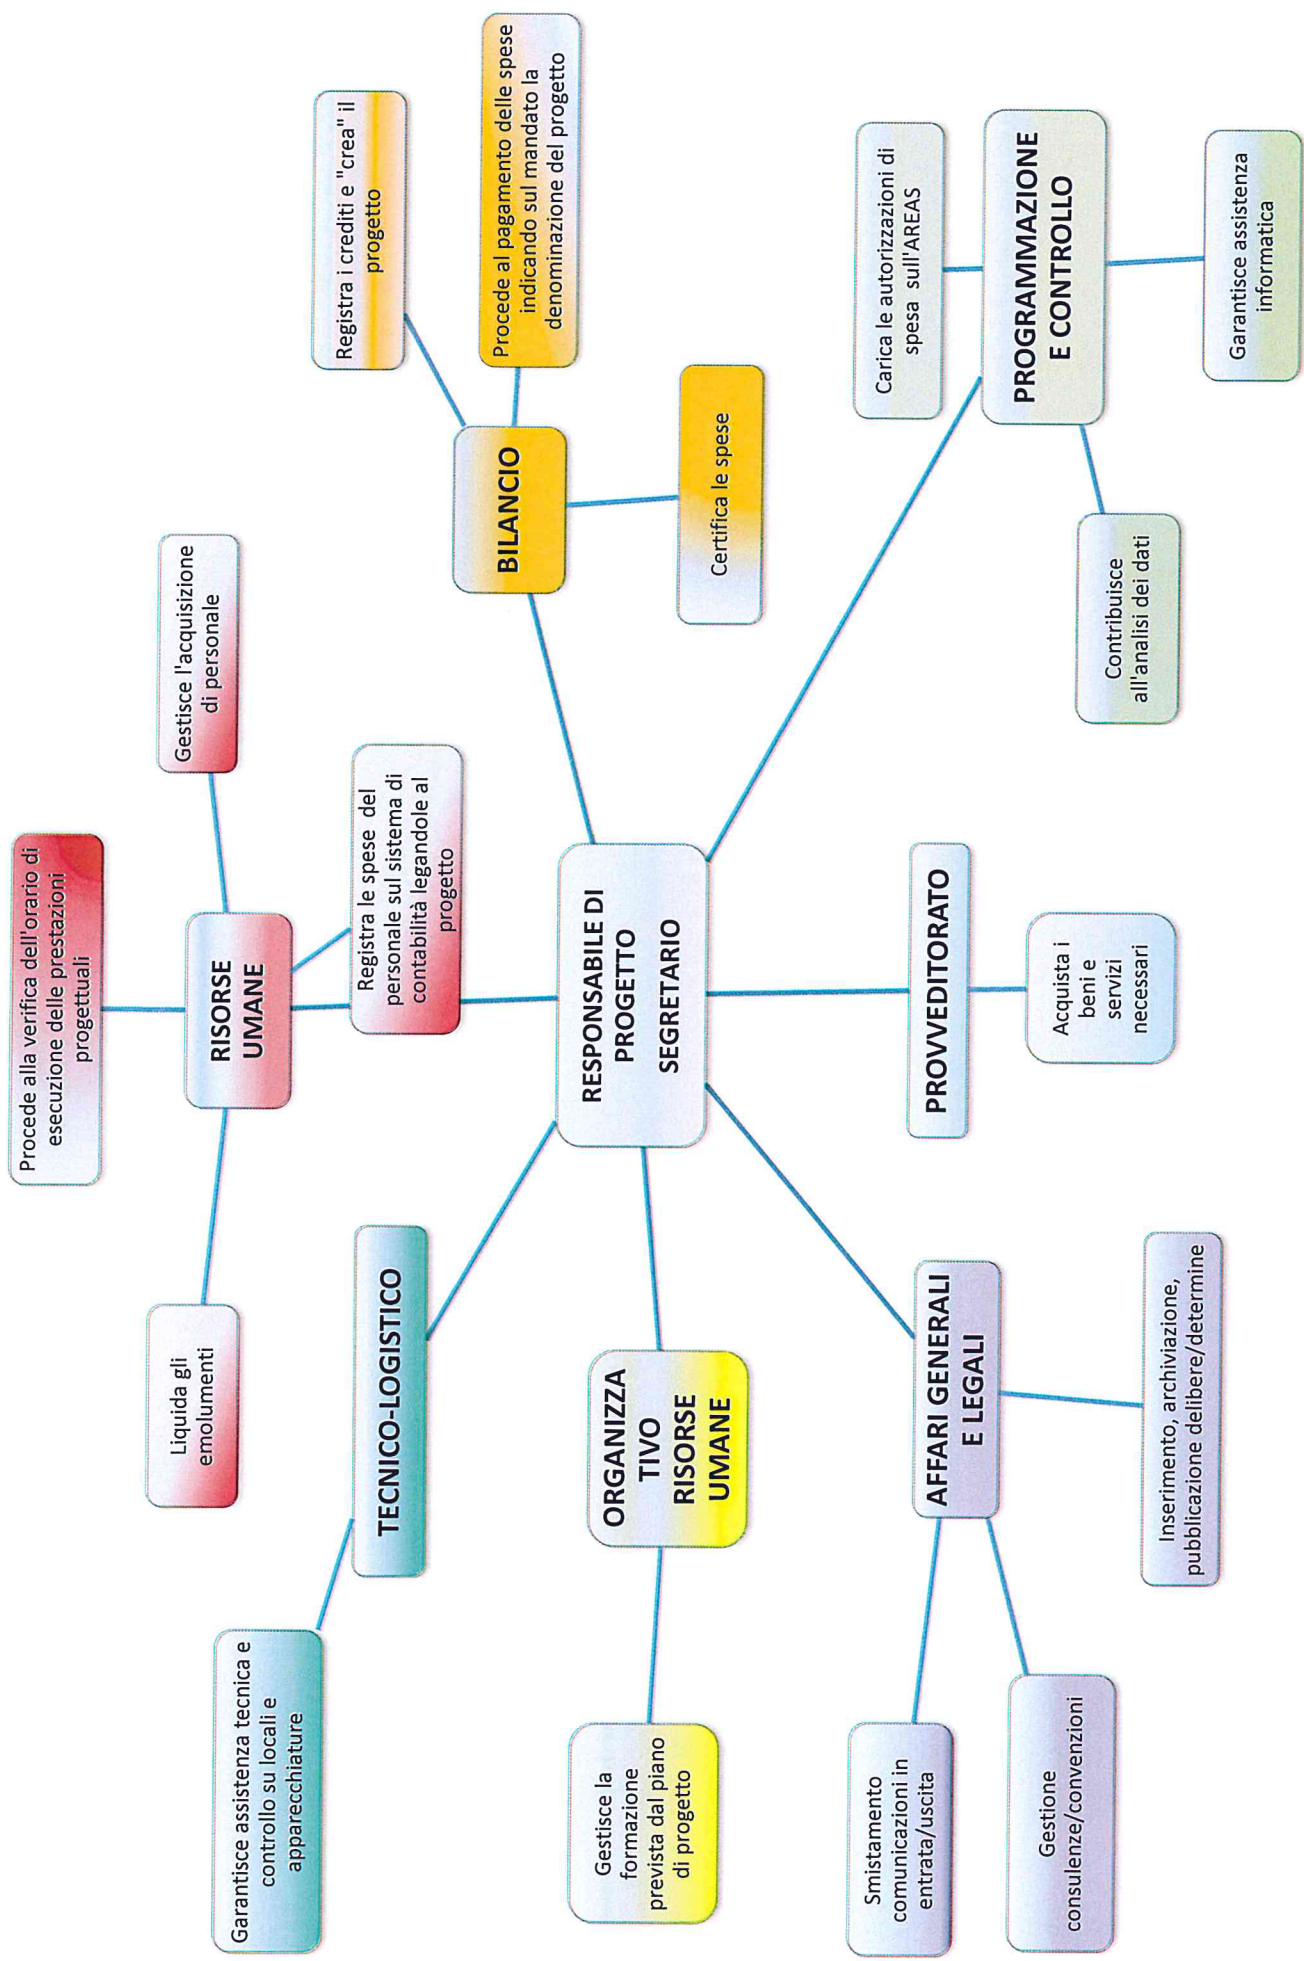 Garantisce assistenza tecnica e
controllo su locali e
apparecchiature
Liquida gli
emolumenti
Procede alla verifica dell'orario di
esecuzione delle prestazioni
progettuali
Gestisce l'acquisizione
di personale
RISORSE
UMANE
Registra le spese del
personale sul sistema di
contabilità legandole al
progetto
Registra i crediti e "crea" il
progetto
Procede al pagamento delle spese
indicando sul mandato la
denominazione del progetto
BILANCIO
Certifica le spese
TECNICO-LOGISTICO
Gestisce la
formazione
prevista dal piano
di progetto
ORGANIZZA
TIVO
RISORSE
UMANE
RESPONSABILE DI
PROGETTO
SEGRETARIO
Smistamento
comunicazioni in
entrata/uscita
Gestione
consulenze/convenzioni
AFFARI GENERALI
E LEGALI
Inserimento, archiviazione,
pubblicazione delibere/determine
PROVVEDITORATO
Acquista i
beni e
servizi
necessari
Carica le autorizzazioni di
spesa sull'AREAS
PROGRAMMAZIONE
E CONTROLLO
Contribuisce
all'analisi dei dati
Garantisce assistenza
informatica